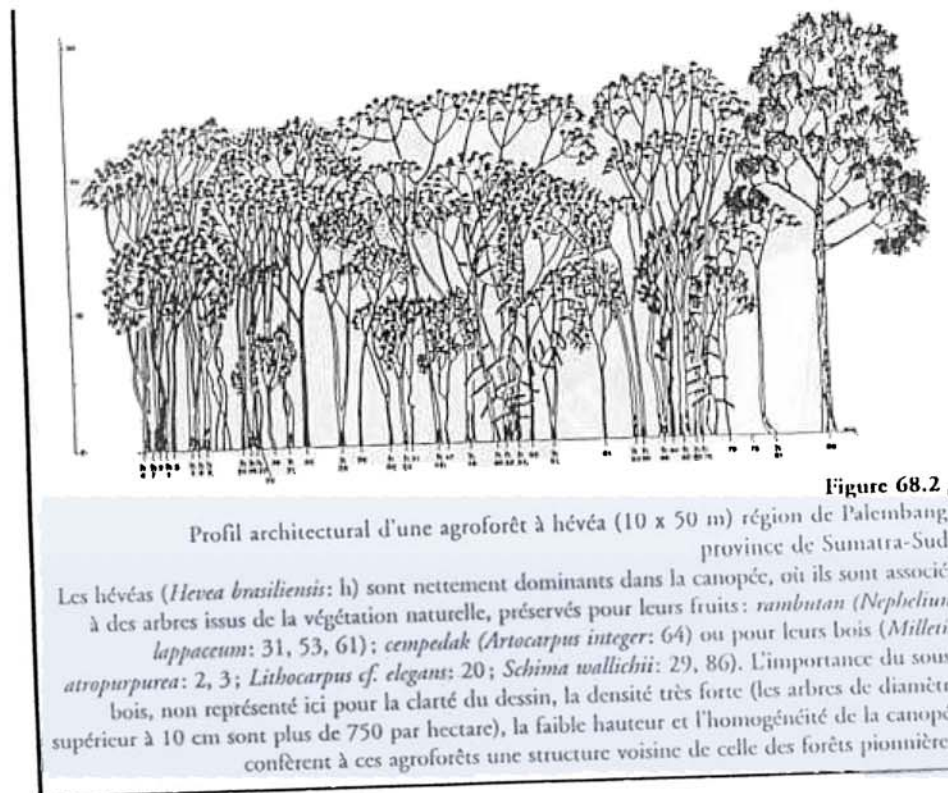 Figure 68.2
Profil architectural d'une agroforêt à hévéa (10 x 50 m) région de Palembang
province de Sumatra-Sud
Les hévéas (Hevea brasiliensis: h) sont nettement dominants dans la canopée, où ils sont associé
à des arbres issus de la végétation naturelle, préservés pour leurs fruits: rambutan (Nephelium
lappaceum: 31, 53, 61); cempedak (Artocarpus integer: 64) ou pour leurs bois (Milleti
atropurpurea: 2, 3; Lithocarpus cf. elegans: 20; Schima wallichii: 29, 86). L'importance du sous
bois, non représenté ici pour la clarté du dessin, la densité très forte (les arbres de diamètr
supérieur à 10 cm sont plus de 750 par hectare), la faible hauteur et l'homogénéité de la canop
confèrent à ces agroforêts une structure voisine de celle des forêts pionnière